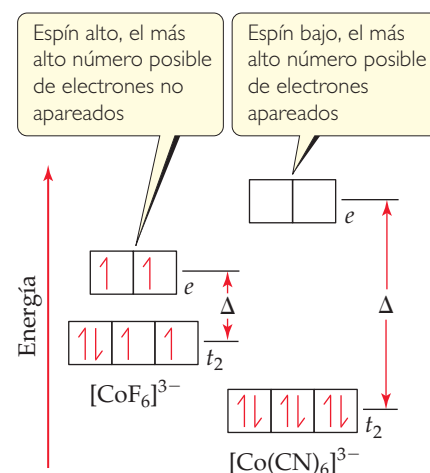 Espín alto, el más
alto número posible
de electrones no
apareados
Espín bajo, el más
alto número posible
de electrones
apareados
Energía
e
Δ
t₂
[CoF₆]³⁻
e
Δ
t₂
[Co(CN)₆]³⁻